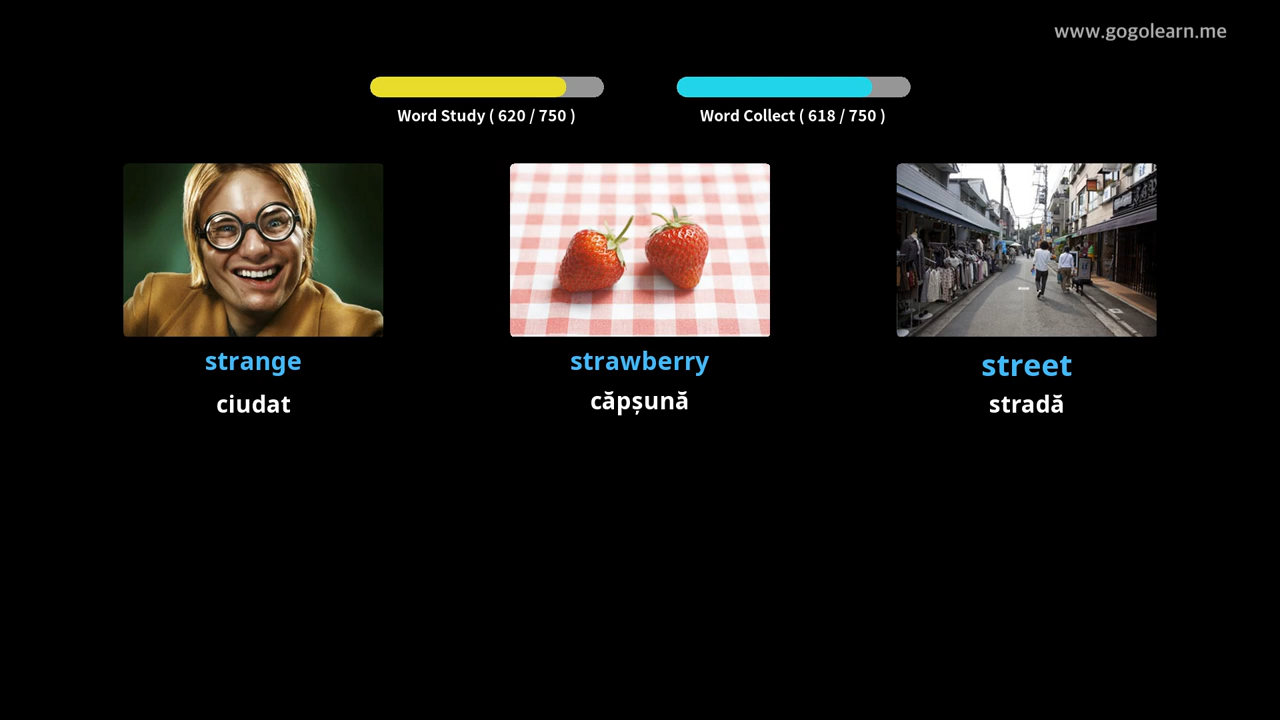 www.gogolearn.me
Word Study ( 620 / 750 )
Word Collect ( 618 / 750 )
strange
ciudat
strawberry
căpșună
street
stradă